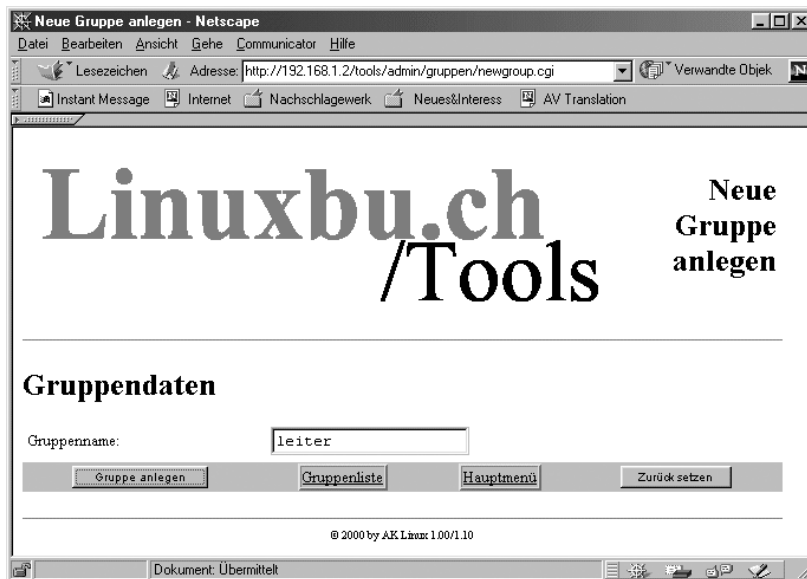 Neue Gruppe anlegen - Netscape
Datei Bearbeiten Ansicht Gehe Communicator Hilfe
Lesezeichen Adresse: http://192.168.1.2/tools/admin/gruppen/newgroup.cgi Verwandte Objek N
Instant Message Internet Nachschlagewerk Neues&Interess AV Translation
Linuxbu.ch
/Tools
Neue
Gruppe
anlegen
Gruppendaten
Gruppenname: leiter
Gruppe anlegen Gruppenliste Hauptmenü Zurück setzen
© 2000 by AK Linux 1.00/1.10
Dokument: Übermittelt